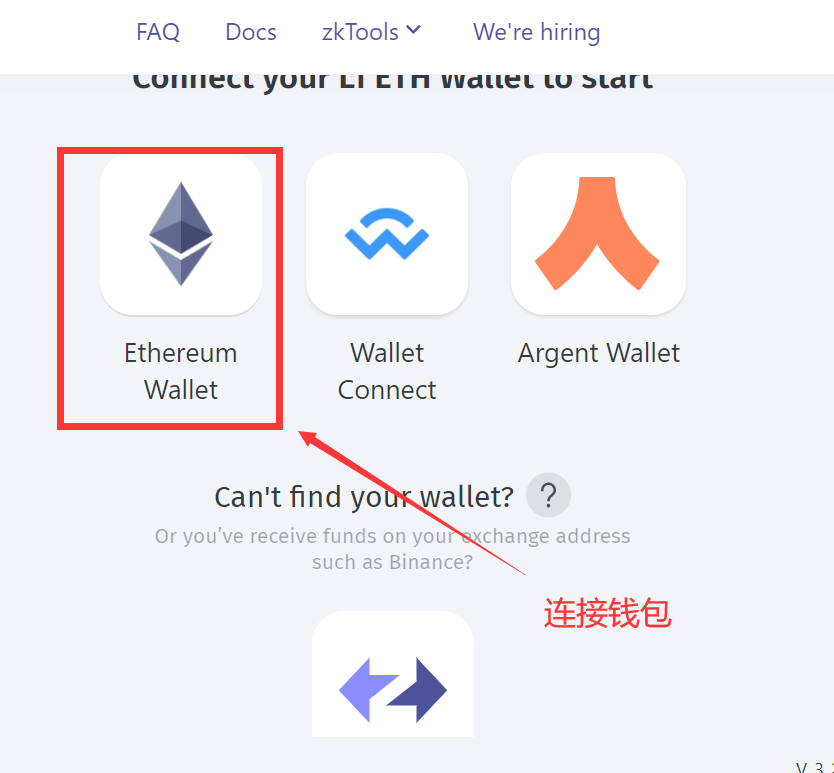 FAQ Docs zkTools We're hiring
Connect your L1 ETH Wallet to start
Ethereum Wallet
Wallet Connect
Argent Wallet
Can't find your wallet? ?
Or you've receive funds on your exchange address
such as Binance?
连接钱包